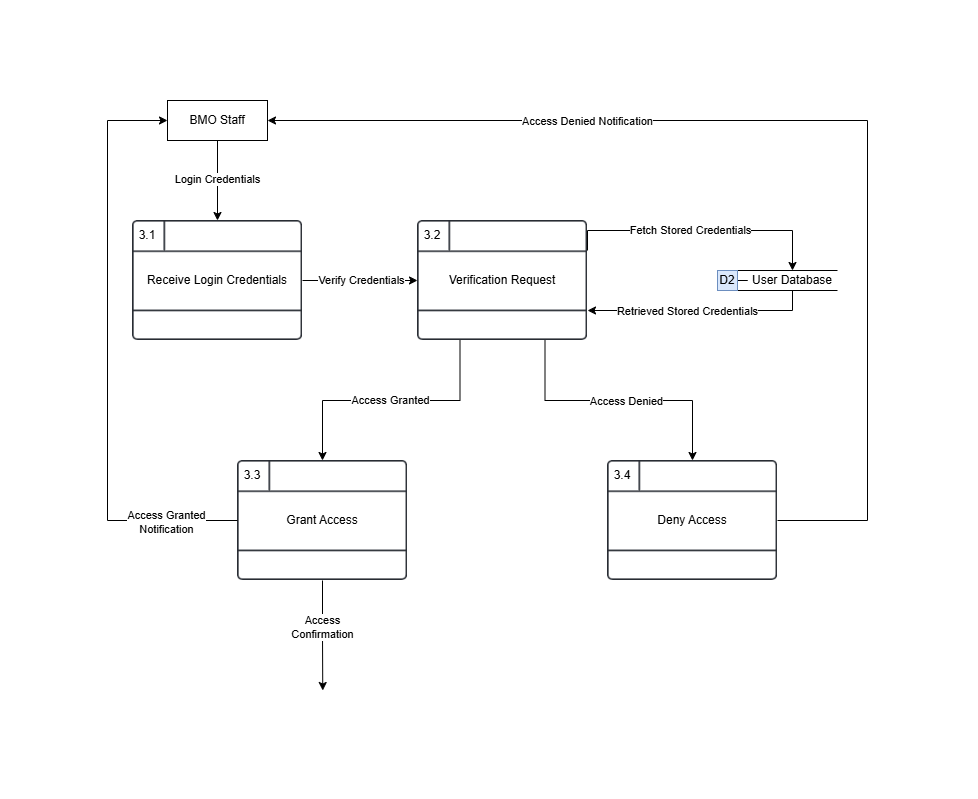 BMO Staff
Access Denied Notification
Login Credentials
3.1
3.2
Fetch Stored Credentials
Receive Login Credentials
Verify Credentials
Verification Request
D2
User Database
Retrieved Stored Credentials
Access Granted
Access Denied
3.3
3.4
Access Granted
Notification
Grant Access
Deny Access
Access
Confirmation